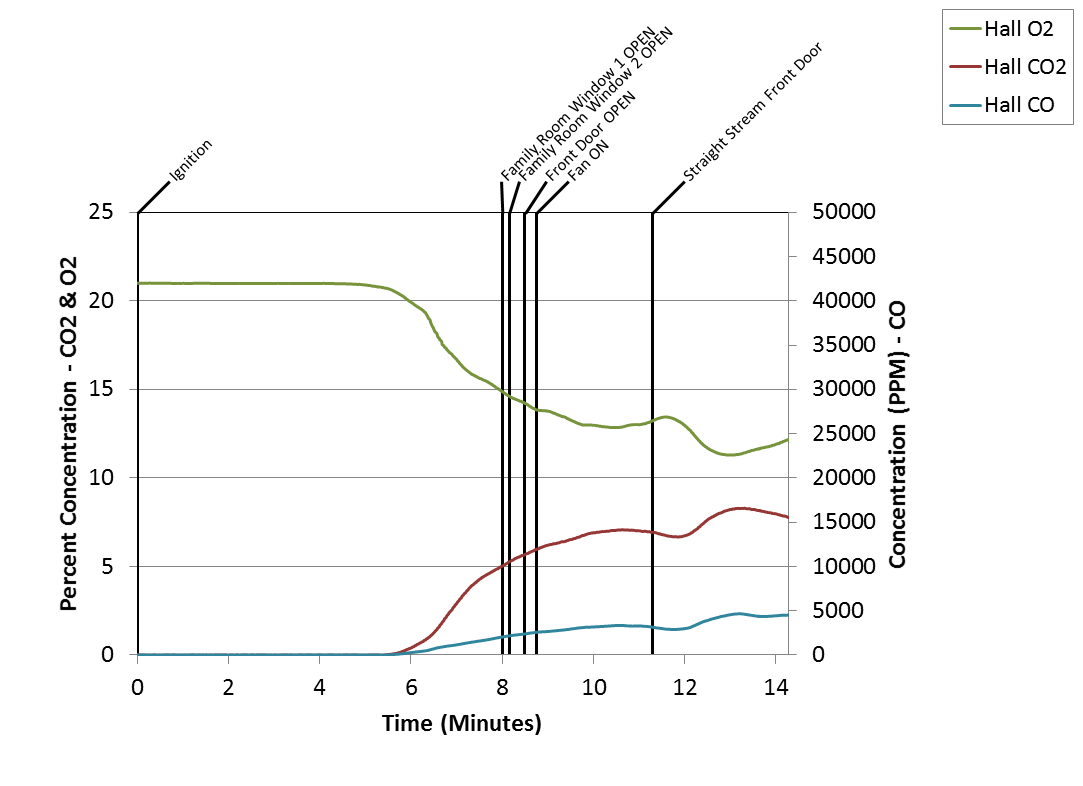 Hall O2
Hall CO2
Hall CO
Ignition
Family Room Window 1 OPEN
Family Room Window 2 OPEN
Front Door OPEN
Fan ON
Straight Stream Front Door
Percent Concentration - CO2 & O2
25
20
15
10
5
0
50000
45000
40000
35000
30000
25000
20000
15000
10000
5000
0
Concentration (PPM) - CO
0 2 4 6 8 10 12 14
Time (Minutes)